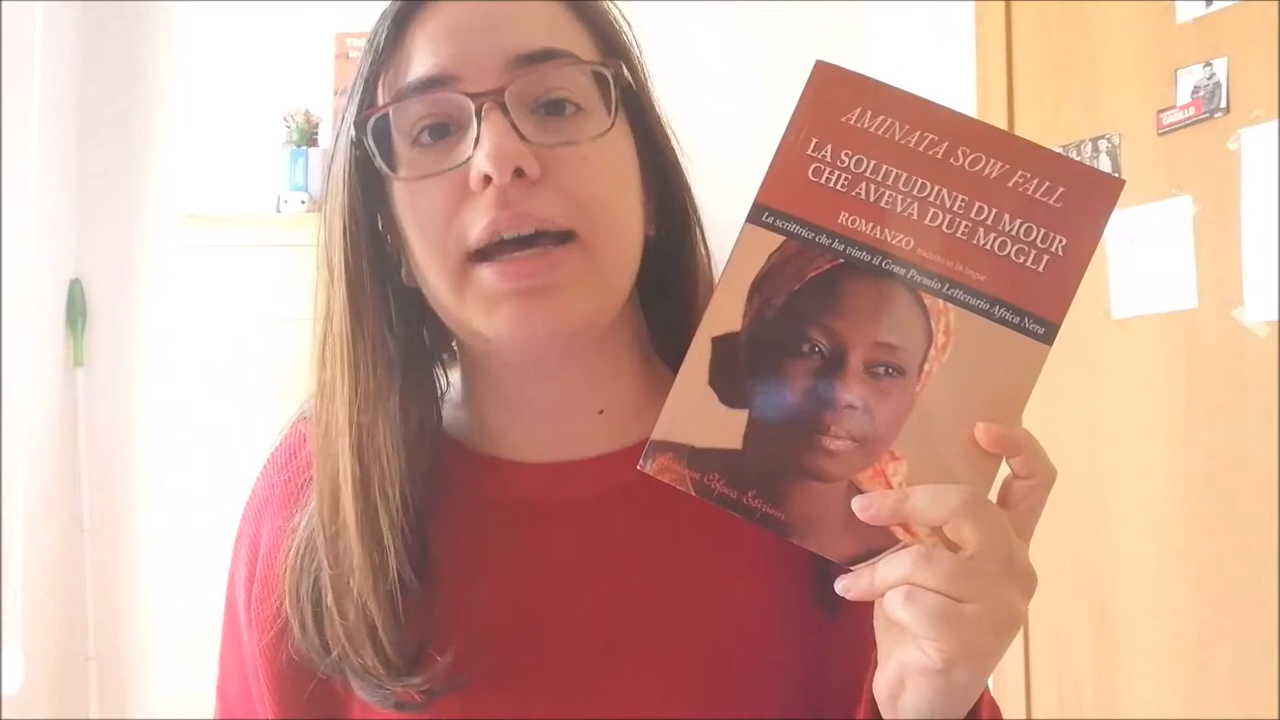 AMINATA SOW FALL
LA SOLITUDINE DI MOUR
CHE AVEVA DUE MOGLI
ROMANZO tradotto in 16 lingue
La scrittrice che ha vinto il Gran Premio Letterario Africa Nera
Africa Edizioni